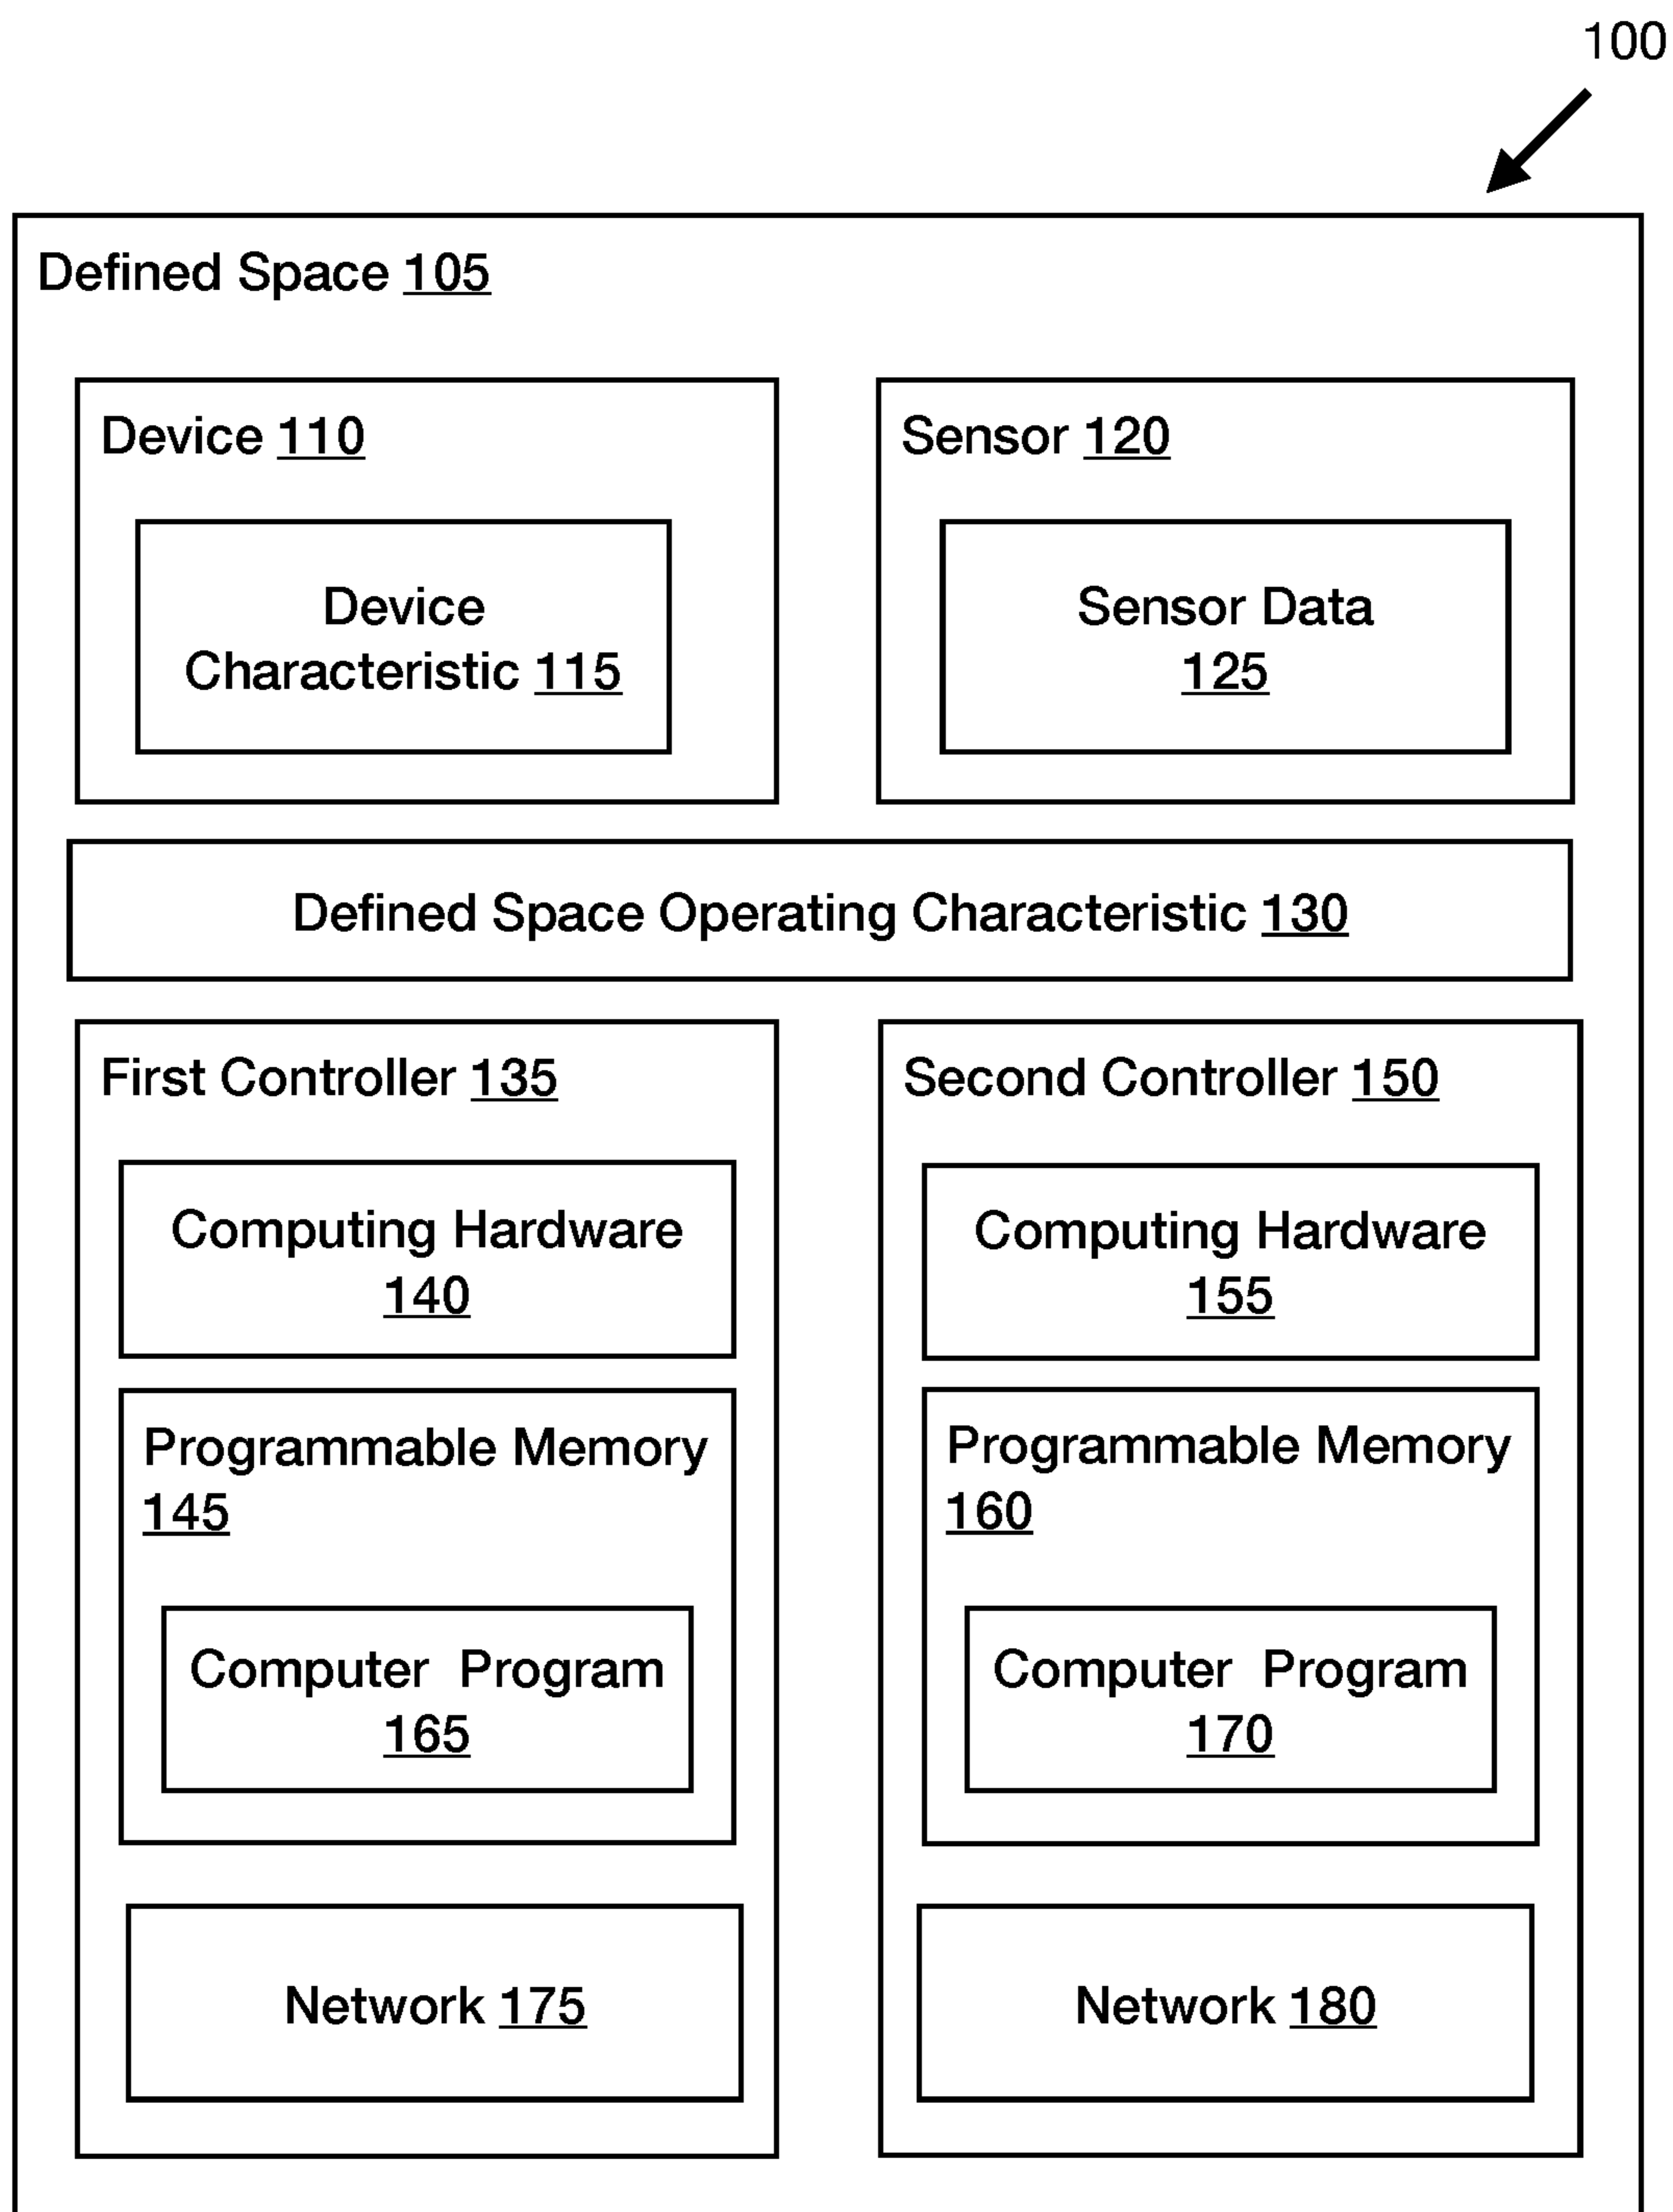 100
Defined Space 105
Device 110
Device
Characteristic 115
Sensor 120
Sensor Data
125
Defined Space Operating Characteristic 130
First Controller 135
Computing Hardware
140
Programmable Memory
145
Computer Program
165
Network 175
Second Controller 150
Computing Hardware
155
Programmable Memory
160
Computer Program
170
Network 180